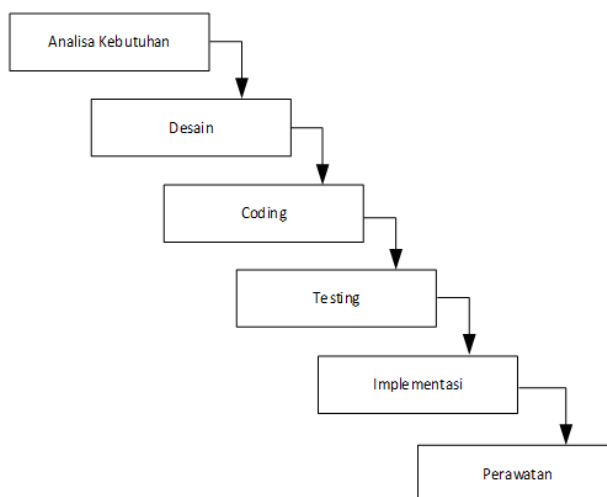 Analisa Kebutuhan
Desain
Coding
Testing
Implementasi
Perawatan